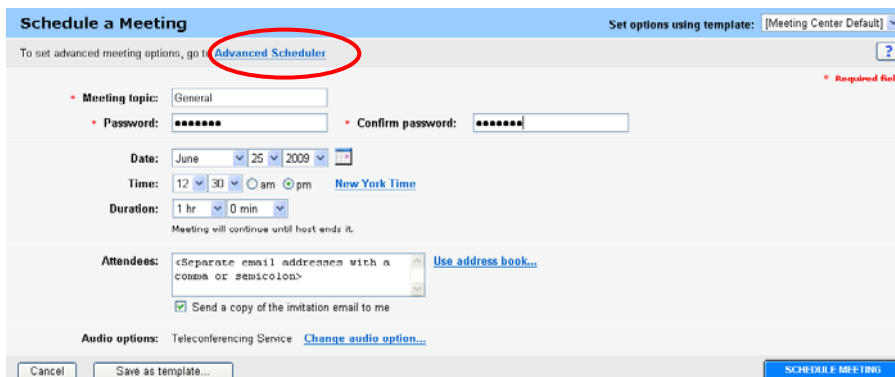 Schedule a Meeting
Set options using template: [Meeting Center Default]
To set advanced meeting options, go to Advanced Scheduler
?
* Required
* Meeting topic: General
* Password: ●●●●●●● * Confirm password: ●●●●●●●
Date: June 25 2009
Time: 12 30 am pm New York Time
Duration: 1 hr 0 min
Meeting will continue until host ends it.
Attendees: <Separate email addresses with a
comma or semicolon>
Use address book...
Send a copy of the invitation email to me
Audio options: Teleconferencing Service Change audio option...
Cancel Save as template... SCHEDULE MEETING